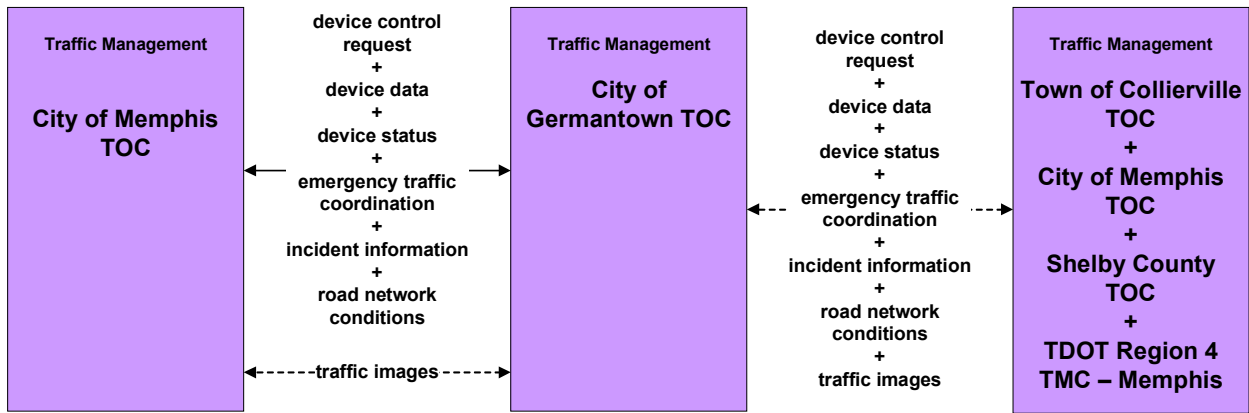 Traffic Management
City of Memphis
TOC
device control
request
+
device data
+
device status
+
emergency traffic
coordination
+
incident information
+
road network
conditions
traffic images
Traffic Management
City of
Germantown TOC
device control
request
+
device data
+
device status
+
emergency traffic
coordination
+
incident information
+
road network
conditions
+
traffic images
Traffic Management
Town of Collierville
TOC
+
City of Memphis
TOC
+
Shelby County
TOC
+
TDOT Region 4
TMC – Memphis